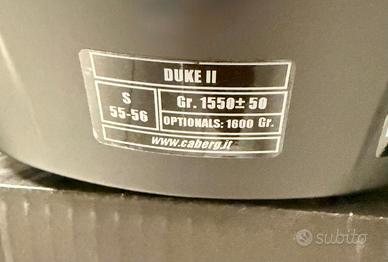 DUKE II
S
55-56
Gr. 1550± 50
OPTIONALS: 1600 Gr.
www.caberg.it
subito